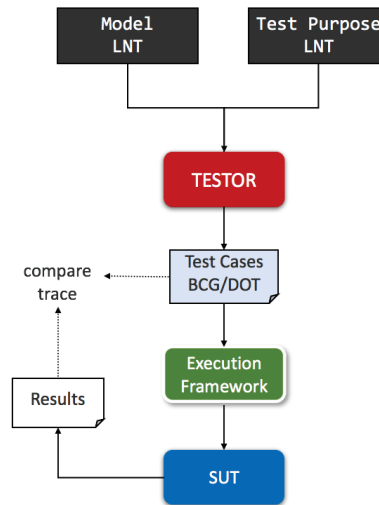 Model
LNT
Test Purpose
LNT
TESTOR
Test Cases
BCG/DOT
compare
trace
Execution
Framework
Results
SUT